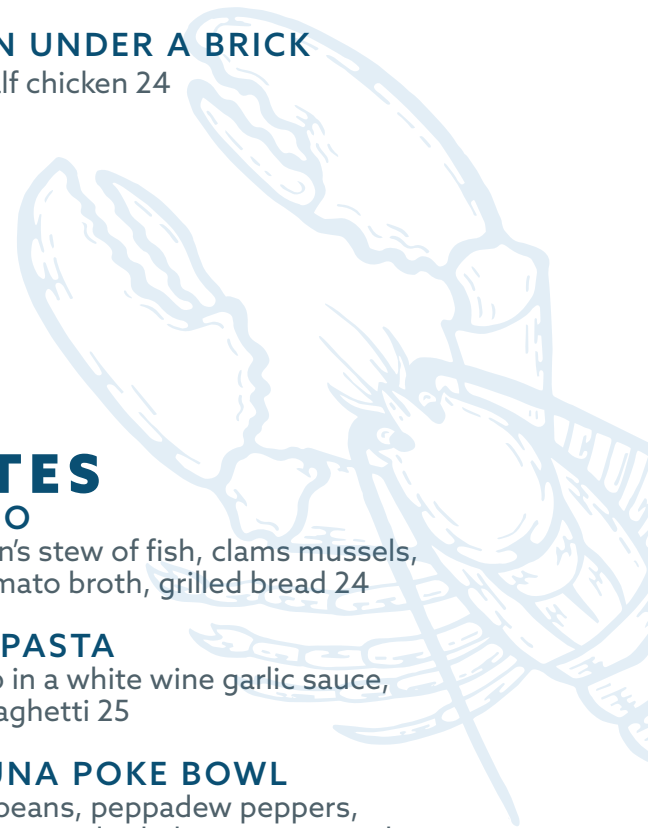 N UNDER A BRICK
lf chicken 24
TES
O
n's stew of fish, clams mussels,
mato broth, grilled bread 24
PASTA
o in a white wine garlic sauce,
aghetti 25
UNA POKE BOWL
beans, peppadew peppers,